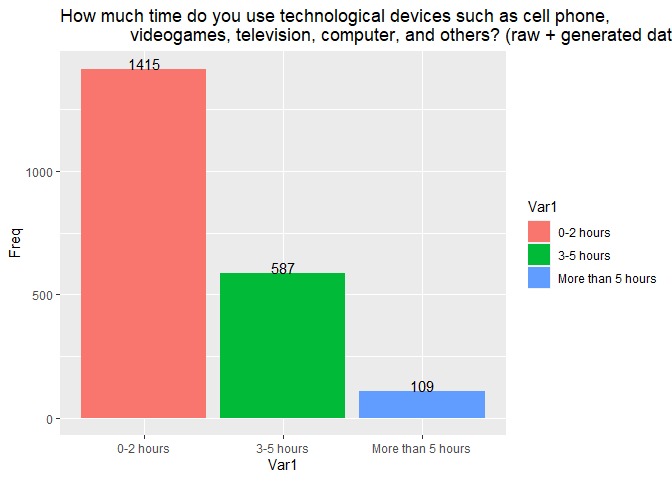 How much time do you use technological devices such as cell phone,
videogames, television, computer, and others? (raw + generated dat
1415
1000
Var1
Freq
0-2 hours
3-5 hours
587
More than 5 hours
500
109
0
0-2 hours 3-5 hours More than 5 hours
Var1